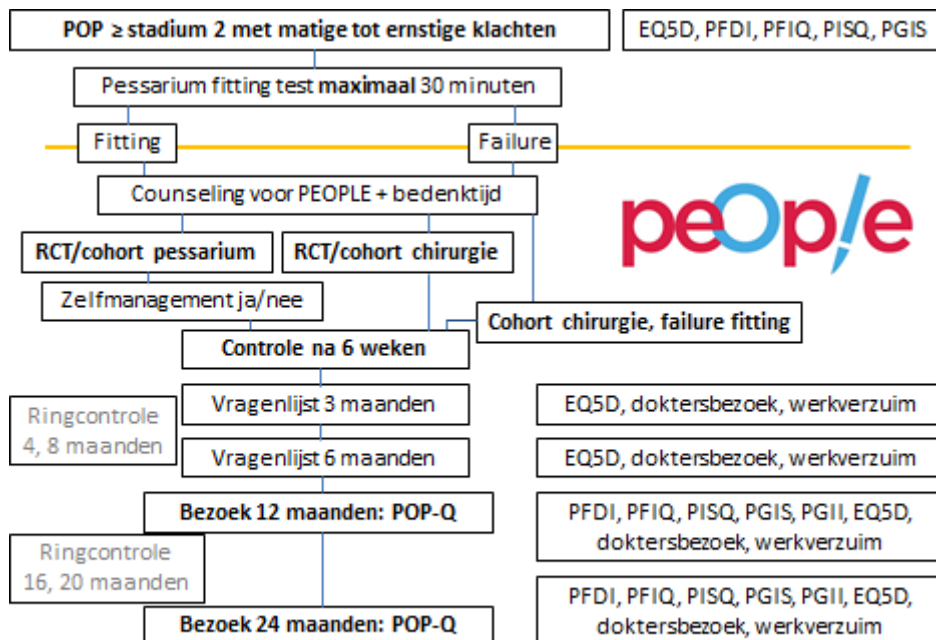 POP ≥ stadium 2 met matige tot ernstige klachten
EQ5D, PFDI, PFIQ, PISQ, PGIS
Pessarium fitting test maximaal 30 minuten
Fitting
Failure
Counseling voor PEOPLE + bedenktijd
peOp!e
RCT/cohort pessarium
RCT/cohort chirurgie
Zelfmanagement ja/nee
Cohort chirurgie, failure fitting
Controle na 6 weken
Ringcontrole
4, 8 maanden
Vragenlijst 3 maanden
EQ5D, doktersbezoek, werkverzuim
Vragenlijst 6 maanden
EQ5D, doktersbezoek, werkverzuim
Bezoek 12 maanden: POP-Q
PFDI, PFIQ, PISQ, PGIS, PGII, EQ5D,
doktersbezoek, werkverzuim
Ringcontrole
16, 20 maanden
Bezoek 24 maanden: POP-Q
PFDI, PFIQ, PISQ, PGIS, PGII, EQ5D,
doktersbezoek, werkverzuim